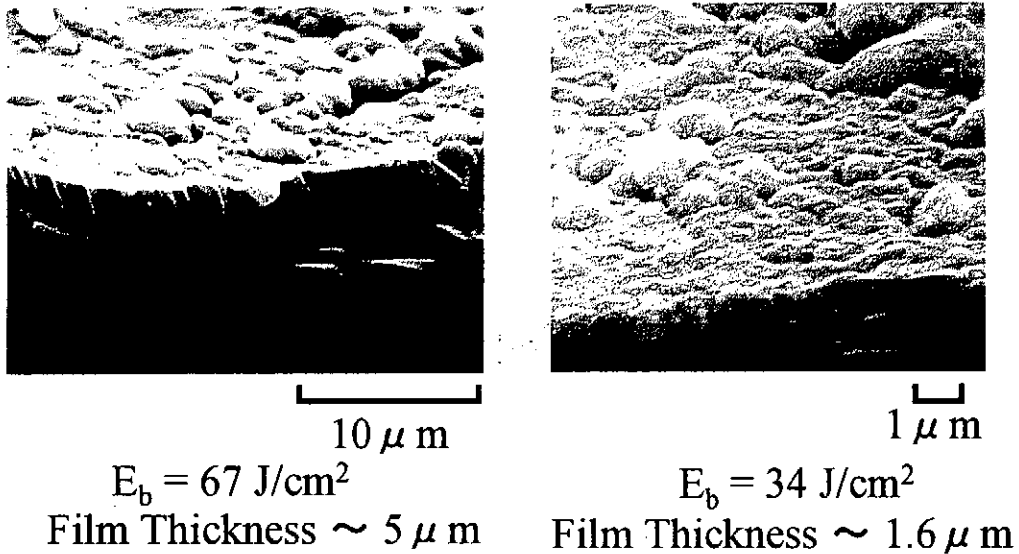 10 μ m
1 μ m
E_b = 67 J/cm²
E_b = 34 J/cm²
Film Thickness ～ 5 μ m
Film Thickness ～ 1.6 μ m